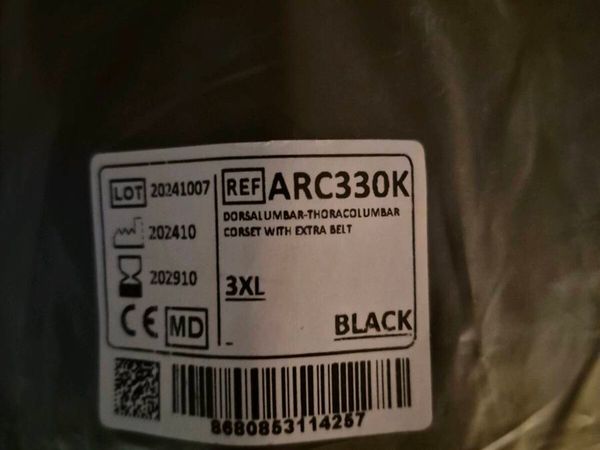 LOT 20241007
202410
202910
CE MD
REF ARC330K
DORSALUMBAR-THORACOLUMBAR
CORSET WITH EXTRA BELT
3XL
BLACK
8680853114257